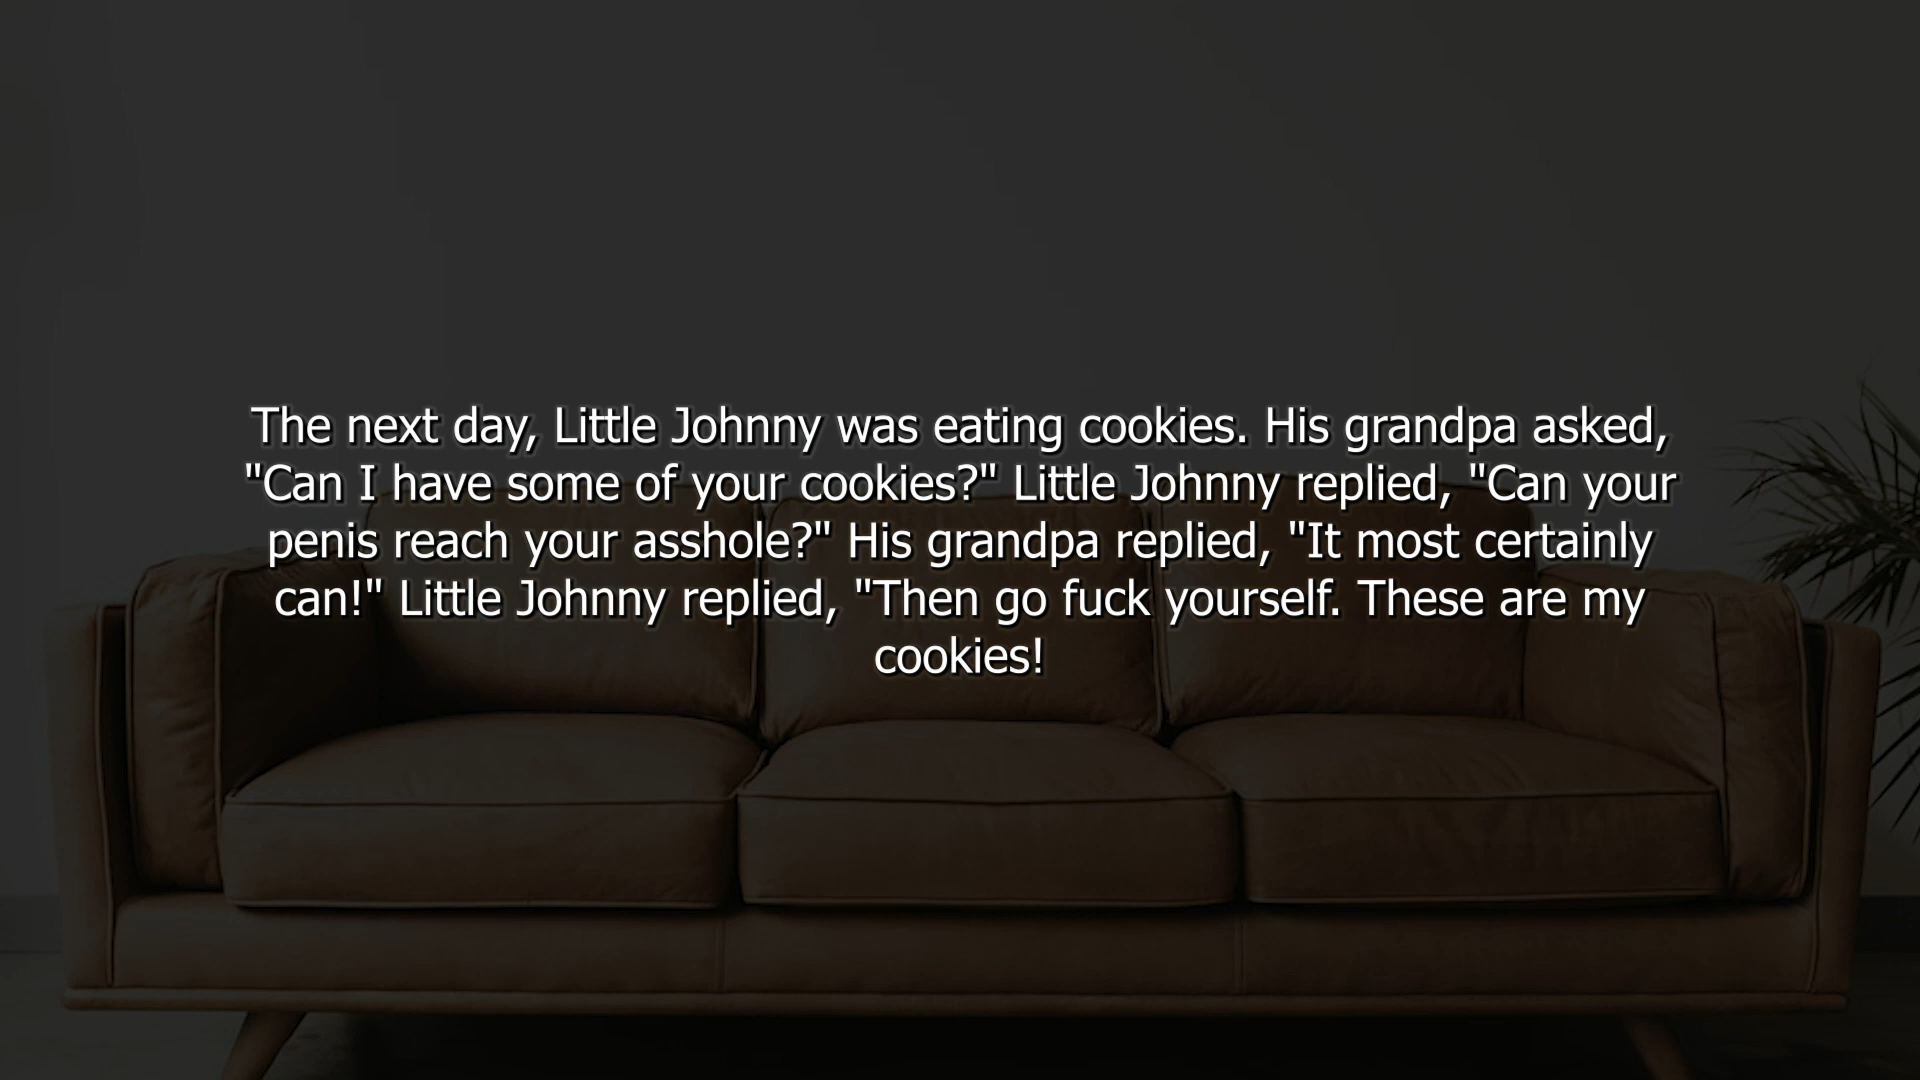 The next day, Little Johnny was eating cookies. His grandpa asked,
"Can I have some of your cookies?" Little Johnny replied, "Can your
penis reach your asshole?" His grandpa replied, "It most certainly
can!" Little Johnny replied, "Then go fuck yourself. These are my
cookies!